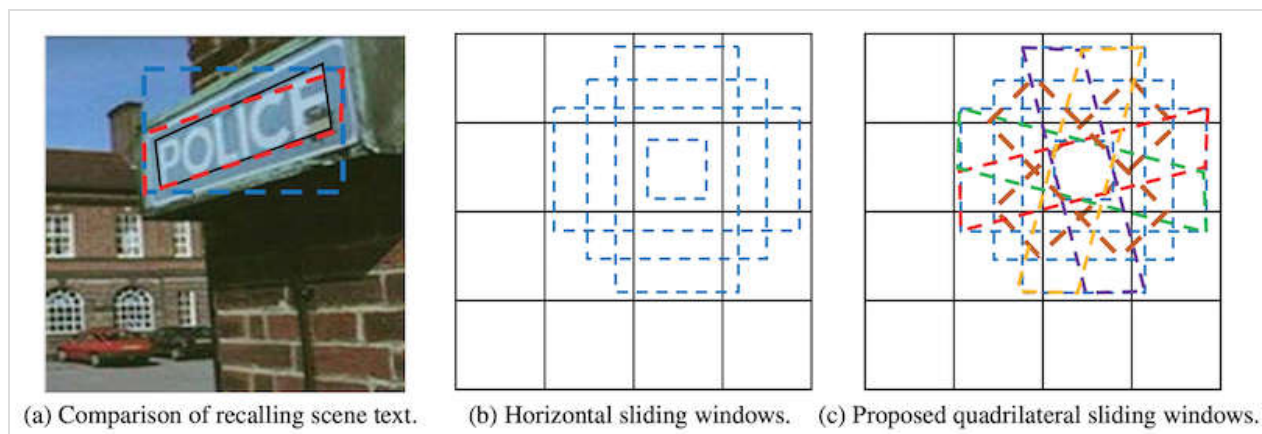 POLICE
(a) Comparison of recalling scene text.
(b) Horizontal sliding windows.
(c) Proposed quadrilateral sliding windows.